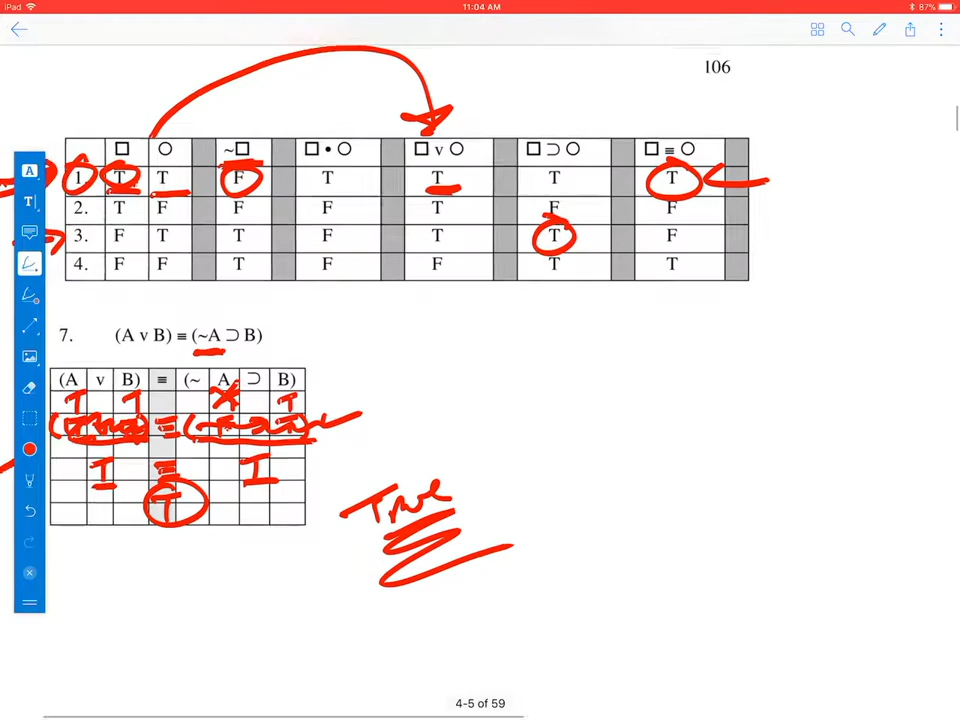 iPad 11:04 AM 87%
106
□ ○ ~□ □ • ○ □ v ○ □ ⊃ ○ □ ≡ ○
1 T T F T T T T
2. T F F F T F F
3. F T T F T T F
4. F F T F F T T
7. (A v B) ≡ (~A ⊃ B)
(A v B) ≡ (~ A ⊃ B)
T T T
T ≡ T
T
True
4-5 of 59